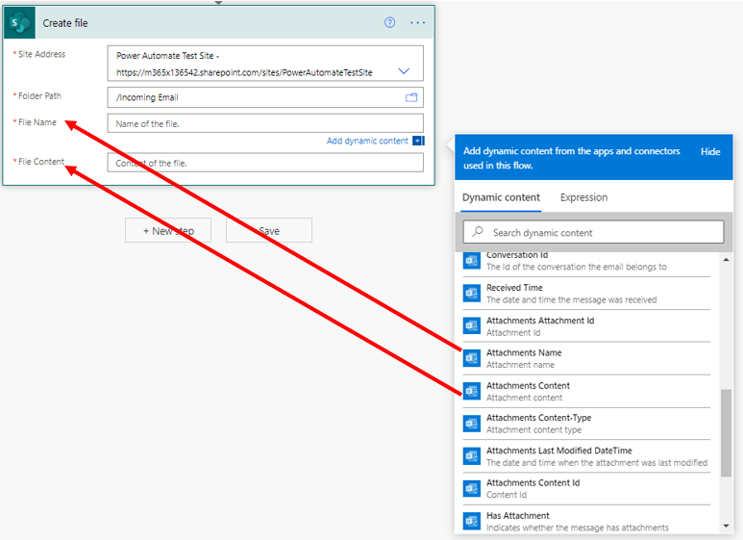 Create file
* Site Address
Power Automate Test Site -
https://m365x136542.sharepoint.com/sites/PowerAutomateTestSite
* Folder Path
/Incoming Email
* File Name
Name of the file.
Add dynamic content
* File Content
Content of the file.
+ New step
Save
Add dynamic content from the apps and connectors
used in this flow.
Hide
Dynamic content
Expression
Search dynamic content
Conversation Id
The Id of the conversation the email belongs to
Received Time
The date and time the message was received
Attachments Attachment Id
Attachment Id
Attachments Name
Attachment name
Attachments Content
Attachment content
Attachments Content-Type
Attachment content type
Attachments Last Modified DateTime
The date and time when the attachment was last modified
Attachments Content Id
Content Id
Has Attachment
Indicates whether the message has attachments